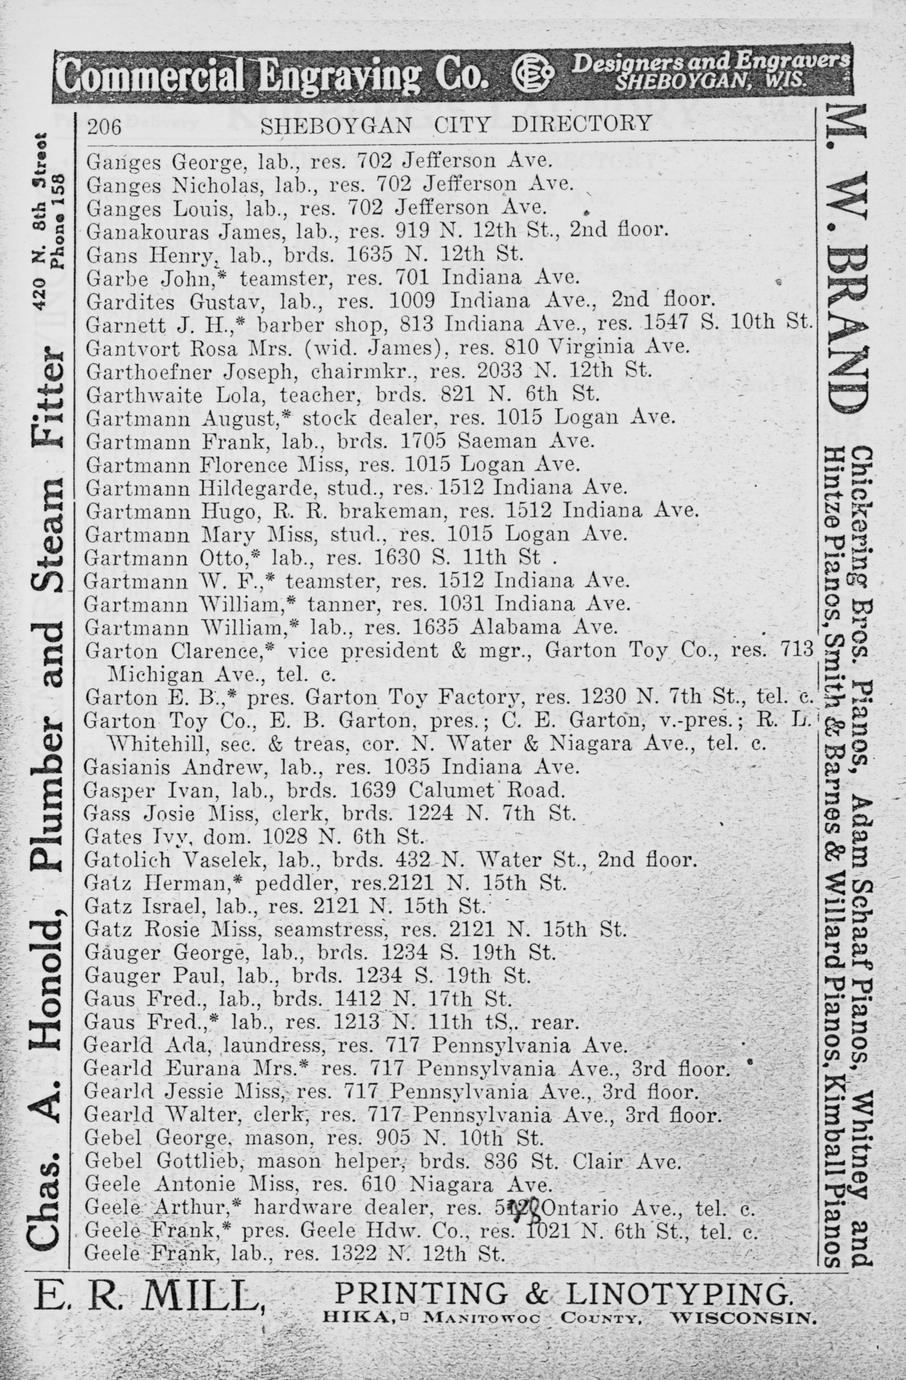 Commercial Engraving Co. CEC Designers and Engravers
SHEBOYGAN, WIS.
206 SHEBOYGAN CITY DIRECTORY
Ganges George, lab., res. 702 Jefferson Ave.
Ganges Nicholas, lab., res. 702 Jefferson Ave.
Ganges Louis, lab., res. 702 Jefferson Ave.
Ganakouras James, lab., res. 919 N. 12th St., 2nd floor.
Gans Henry, lab., brds. 1635 N. 12th St.
Garbe John,* teamster, res. 701 Indiana Ave.
Gardites Gustav, lab., res. 1009 Indiana Ave., 2nd floor.
Garnett J. H.,* barber shop, 813 Indiana Ave., res. 1547 S. 10th St.
Gantvort Rosa Mrs. (wid. James), res. 810 Virginia Ave.
Garthoefner Joseph, chairmkr., res. 2033 N. 12th St.
Garthwaite Lola, teacher, brds. 821 N. 6th St.
Gartmann August,* stock dealer, res. 1015 Logan Ave.
Gartmann Frank, lab., brds. 1705 Saeman Ave.
Gartmann Florence Miss, res. 1015 Logan Ave.
Gartmann Hildegarde, stud., res. 1512 Indiana Ave.
Gartmann Hugo, R. R. brakeman, res. 1512 Indiana Ave.
Gartmann Mary Miss, stud., res. 1015 Logan Ave.
Gartmann Otto,* lab., res. 1630 S. 11th St .
Gartmann W. F.,* teamster, res. 1512 Indiana Ave.
Gartmann William,* tanner, res. 1031 Indiana Ave.
Gartmann William,* lab., res. 1635 Alabama Ave.
Garton Clarence,* vice president & mgr., Garton Toy Co., res. 713
Michigan Ave., tel. c.
Garton E. B.,* pres. Garton Toy Factory, res. 1230 N. 7th St., tel. c.
Garton Toy Co., E. B. Garton, pres.; C. E. Garton, v.-pres.; R. L.
Whitehill, sec. & treas, cor. N. Water & Niagara Ave., tel. c.
Gasianis Andrew, lab., res. 1035 Indiana Ave.
Gasper Ivan, lab., brds. 1639 Calumet Road.
Gass Josie Miss, clerk, brds. 1224 N. 7th St.
Gates Ivy, dom. 1028 N. 6th St.
Gatolich Vaselek, lab., brds. 432 N. Water St., 2nd floor.
Gatz Herman,* peddler, res.2121 N. 15th St.
Gatz Israel, lab., res. 2121 N. 15th St.
Gatz Rosie Miss, seamstress, res. 2121 N. 15th St.
Gauger George, lab., brds. 1234 S. 19th St.
Gauger Paul, lab., brds. 1234 S. 19th St.
Gaus Fred., lab., brds. 1412 N. 17th St.
Gaus Fred.,* lab., res. 1213 N. 11th tS,. rear.
Gearld Ada, laundress, res. 717 Pennsylvania Ave.
Gearld Eurana Mrs.* res. 717 Pennsylvania Ave., 3rd floor.
Gearld Jessie Miss, res. 717 Pennsylvania Ave., 3rd floor.
Gearld Walter, clerk, res. 717 Pennsylvania Ave., 3rd floor.
Gebel George, mason, res. 905 N. 10th St.
Gebel Gottlieb, mason helper, brds. 836 St. Clair Ave.
Geele Antonie Miss, res. 610 Niagara Ave.
Geele Arthur,* hardware dealer, res. Ontario Ave., tel. c.
Geele Frank,* pres. Geele Hdw. Co., res. 1021 N. 6th St., tel. c.
Geele Frank, lab., res. 1322 N. 12th St.
Chas. A. Honold, Plumber and Steam Fitter
420 N. 8th Street
Phone 158
M. W. BRAND
Chickering Bros. Pianos, Adam Schaaf Pianos, Whitney and
Hintze Pianos, Smith & Barnes & Willard Pianos, Kimball Pianos
E. R. MILL, PRINTING & LINOTYPING.
HIKA, MANITOWOC COUNTY, WISCONSIN.